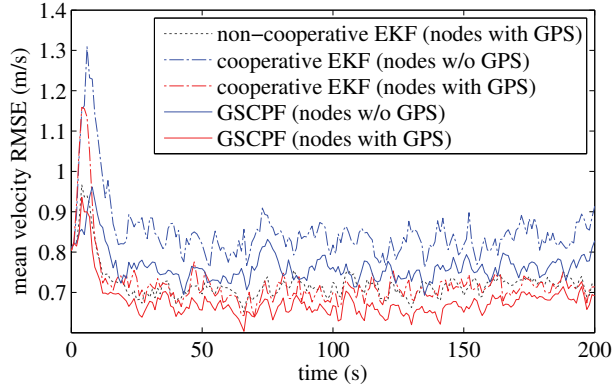 1.4
1.3
1.2
1.1
1
0.9
0.8
0.7
mean velocity RMSE (m/s)
non−cooperative EKF (nodes with GPS)
cooperative EKF (nodes w/o GPS)
cooperative EKF (nodes with GPS)
GSCPF (nodes w/o GPS)
GSCPF (nodes with GPS)
0 50 100 150 200
time (s)